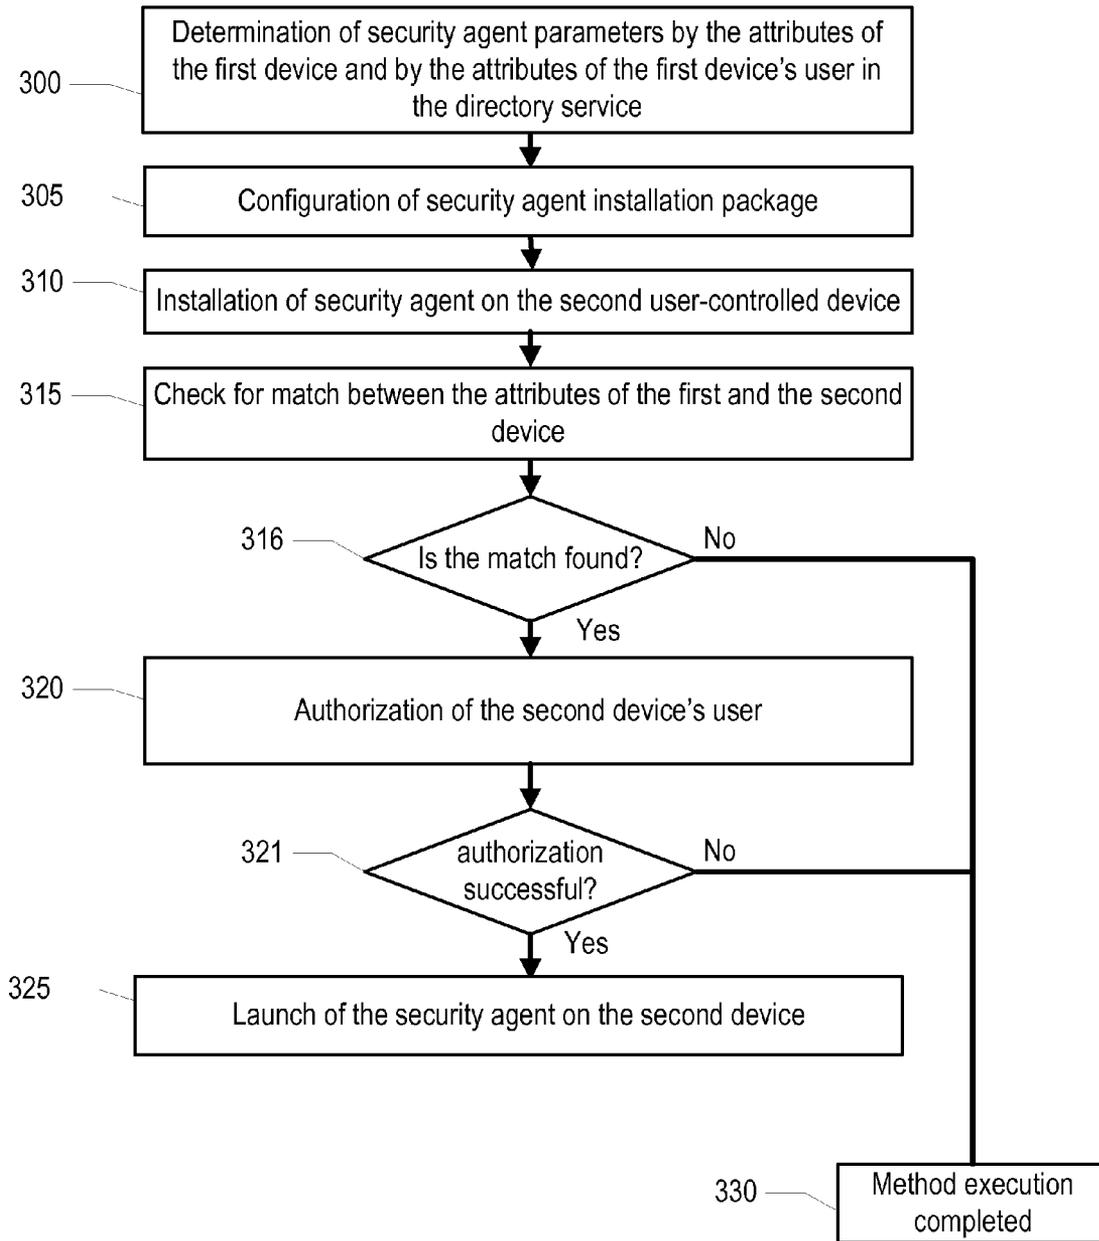 Determination of security agent parameters by the attributes of
the first device and by the attributes of the first device's user in
the directory service
300
305
Configuration of security agent installation package
310
Installation of security agent on the second user-controlled device
315
Check for match between the attributes of the first and the second
device
316
Is the match found?
No
Yes
320
Authorization of the second device's user
321
authorization
successful?
No
Yes
325
Launch of the security agent on the second device
330
Method execution
completed